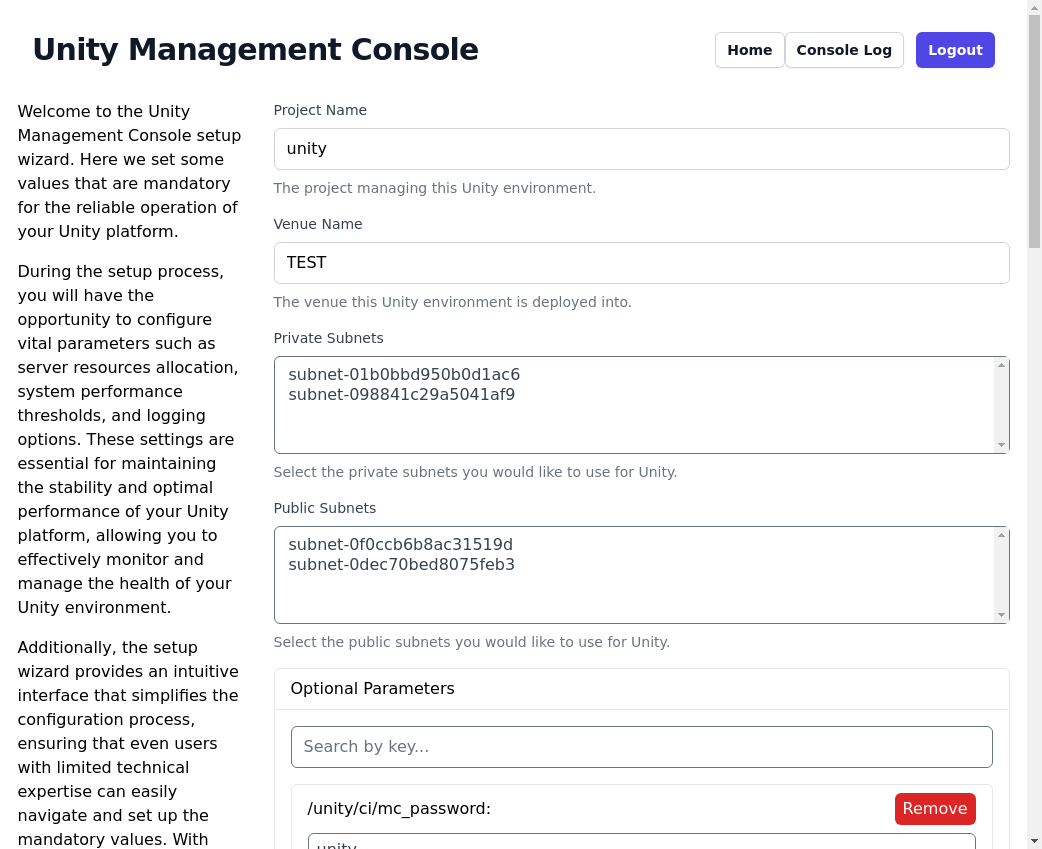 Unity Management Console
Home
Console Log
Logout
Welcome to the Unity
Management Console setup
wizard. Here we set some
values that are mandatory
for the reliable operation of
your Unity platform.
During the setup process,
you will have the
opportunity to configure
vital parameters such as
server resources allocation,
system performance
thresholds, and logging
options. These settings are
essential for maintaining
the stability and optimal
performance of your Unity
platform, allowing you to
effectively monitor and
manage the health of your
Unity environment.
Additionally, the setup
wizard provides an intuitive
interface that simplifies the
configuration process,
ensuring that even users
with limited technical
expertise can easily
navigate and set up the
mandatory values. With
Project Name
unity
The project managing this Unity environment.
Venue Name
TEST
The venue this Unity environment is deployed into.
Private Subnets
subnet-01b0bbd950b0d1ac6
subnet-098841c29a5041af9
Select the private subnets you would like to use for Unity.
Public Subnets
subnet-0f0ccb6b8ac31519d
subnet-0dec70bed8075feb3
Select the public subnets you would like to use for Unity.
Optional Parameters
Search by key...
/unity/ci/mc_password:
Remove
unity